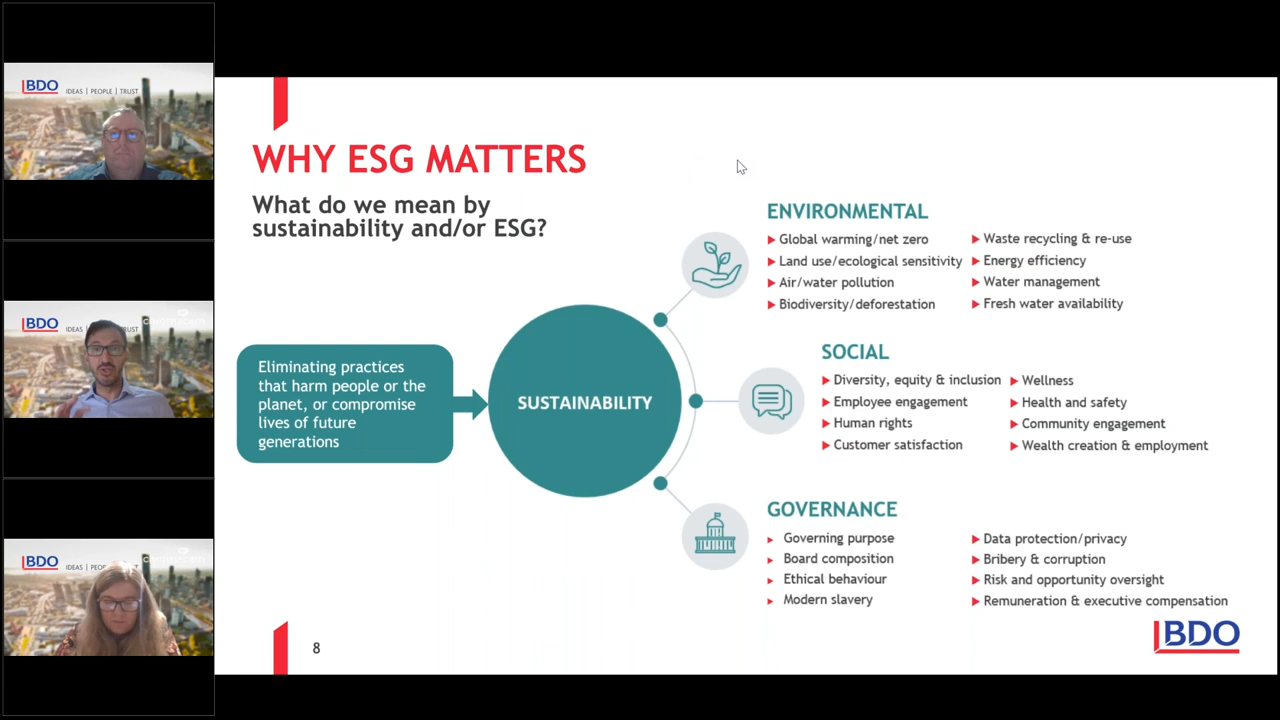 BDO
IDEAS | PEOPLE | TRUST
BDO
IDEAS
TRUST
BDO
IDEAS | PEOP
TRUST
WHY ESG MATTERS
What do we mean by
sustainability and/or ESG?
Eliminating practices
that harm people or the
planet, or compromise
lives of future
generations
SUSTAINABILITY
ENVIRONMENTAL
Global warming/net zero
Land use/ecological sensitivity
Air/water pollution
Biodiversity/deforestation
Waste recycling & re-use
Energy efficiency
Water management
Fresh water availability
SOCIAL
Diversity, equity & inclusion
Employee engagement
Human rights
Customer satisfaction
Wellness
Health and safety
Community engagement
Wealth creation & employment
GOVERNANCE
Governing purpose
Board composition
Ethical behaviour
Modern slavery
Data protection/privacy
Bribery & corruption
Risk and opportunity oversight
Remuneration & executive compensation
8
BDO